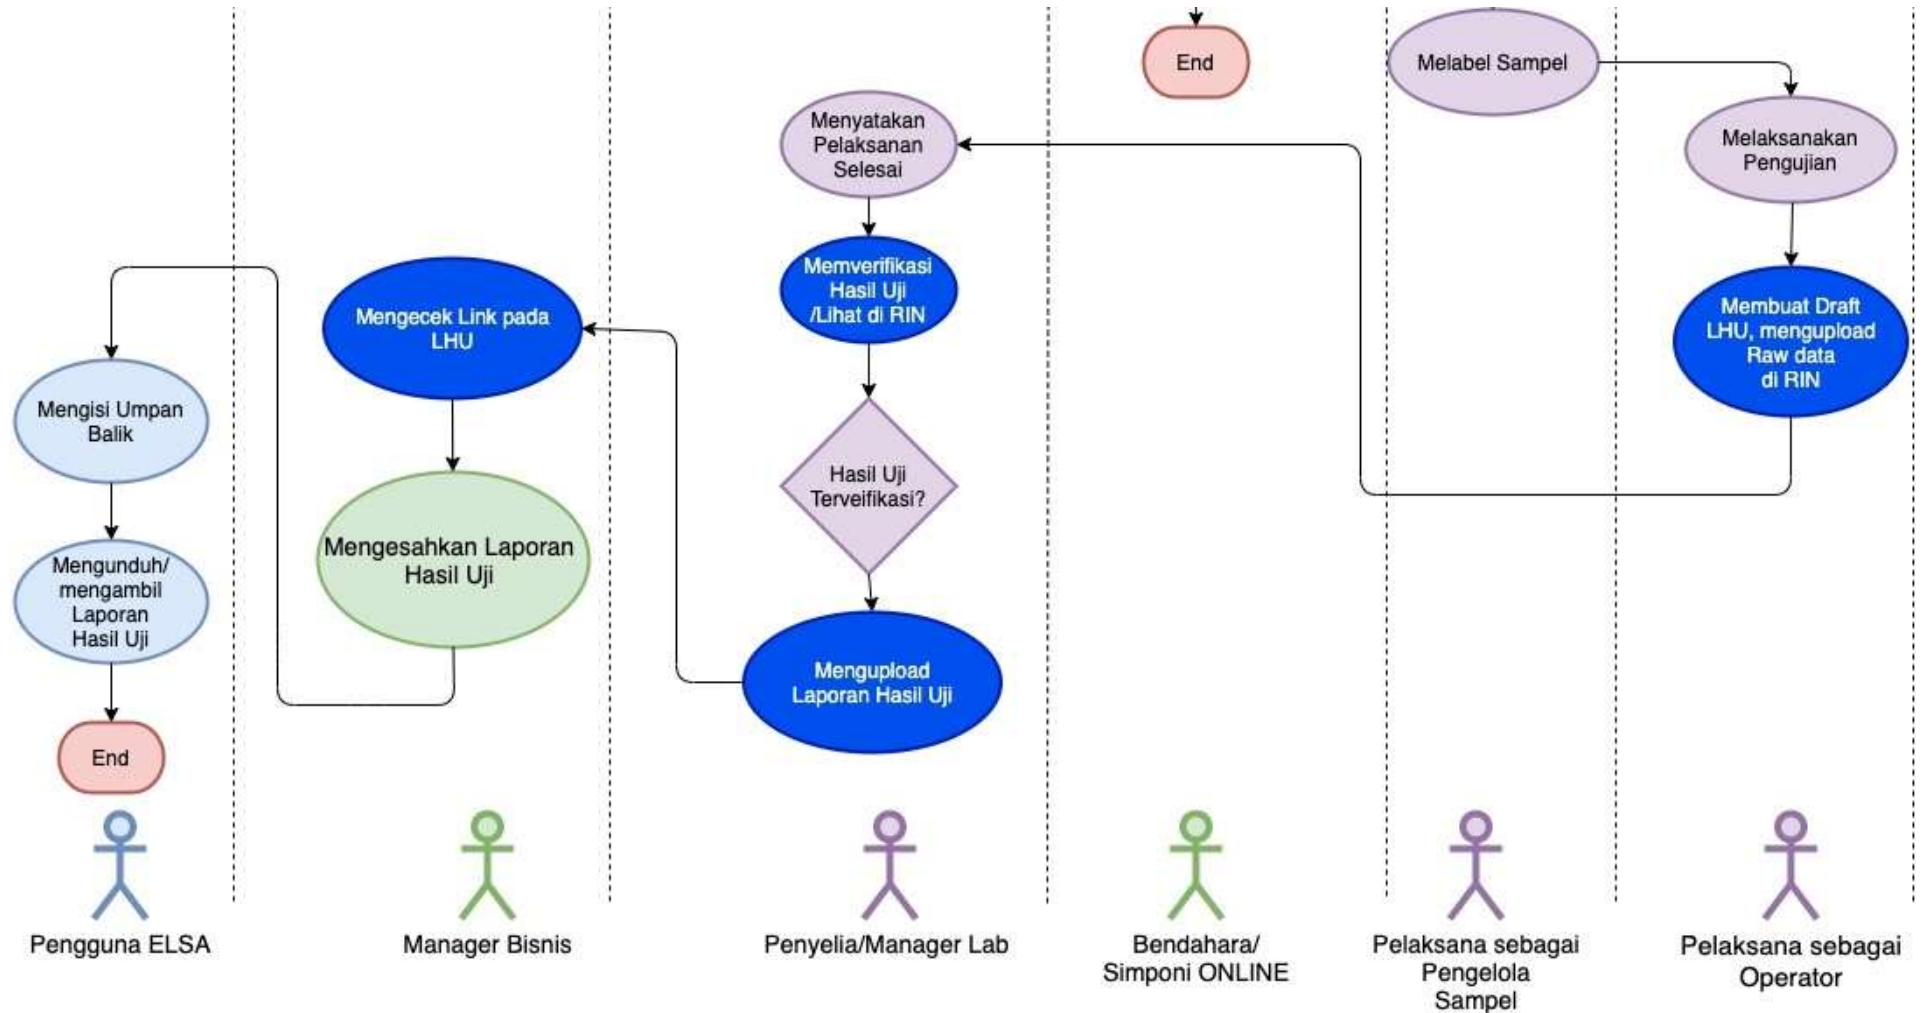 End
Melabel Sampel
Menyatakan
Pelaksanan
Selesai
Melaksanakan
Pengujian
Memverifikasi
Hasil Uji
/Lihat di RIN
Mengecek Link pada
LHU
Membuat Draft
LHU, mengupload
Raw data
di RIN
Mengisi Umpan
Balik
Hasil Uji
Terveifikasi?
Mengesahkan Laporan
Hasil Uji
Mengunduh/
mengambil
Laporan
Hasil Uji
Mengupload
Laporan Hasil Uji
End
Pengguna ELSA
Manager Bisnis
Penyelia/Manager Lab
Bendahara/
Simponi ONLINE
Pelaksana sebagai
Pengelola
Sampel
Pelaksana sebagai
Operator